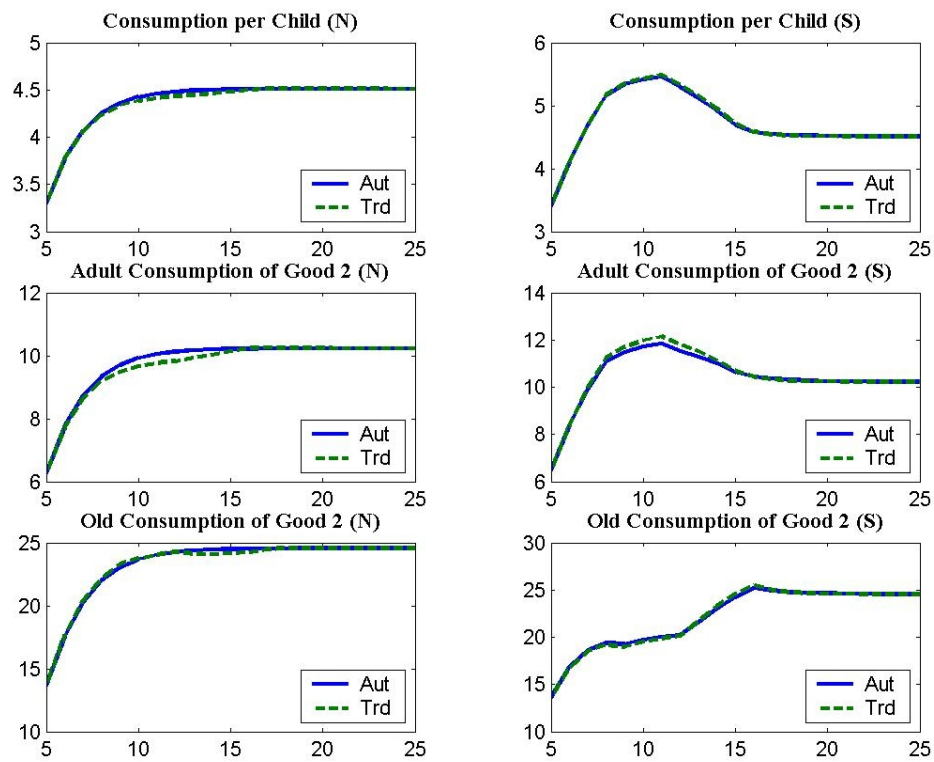 Consumption per Child (N)
5
4.5
4
3.5
3
Aut
Trd
5 10 15 20 25
Consumption per Child (S)
6
5
4
3
Aut
Trd
5 10 15 20 25
Adult Consumption of Good 2 (N)
12
10
8
6
Aut
Trd
5 10 15 20 25
Adult Consumption of Good 2 (S)
14
12
10
8
6
Aut
Trd
5 10 15 20 25
Old Consumption of Good 2 (N)
25
20
15
10
Aut
Trd
5 10 15 20 25
Old Consumption of Good 2 (S)
30
25
20
15
10
Aut
Trd
5 10 15 20 25